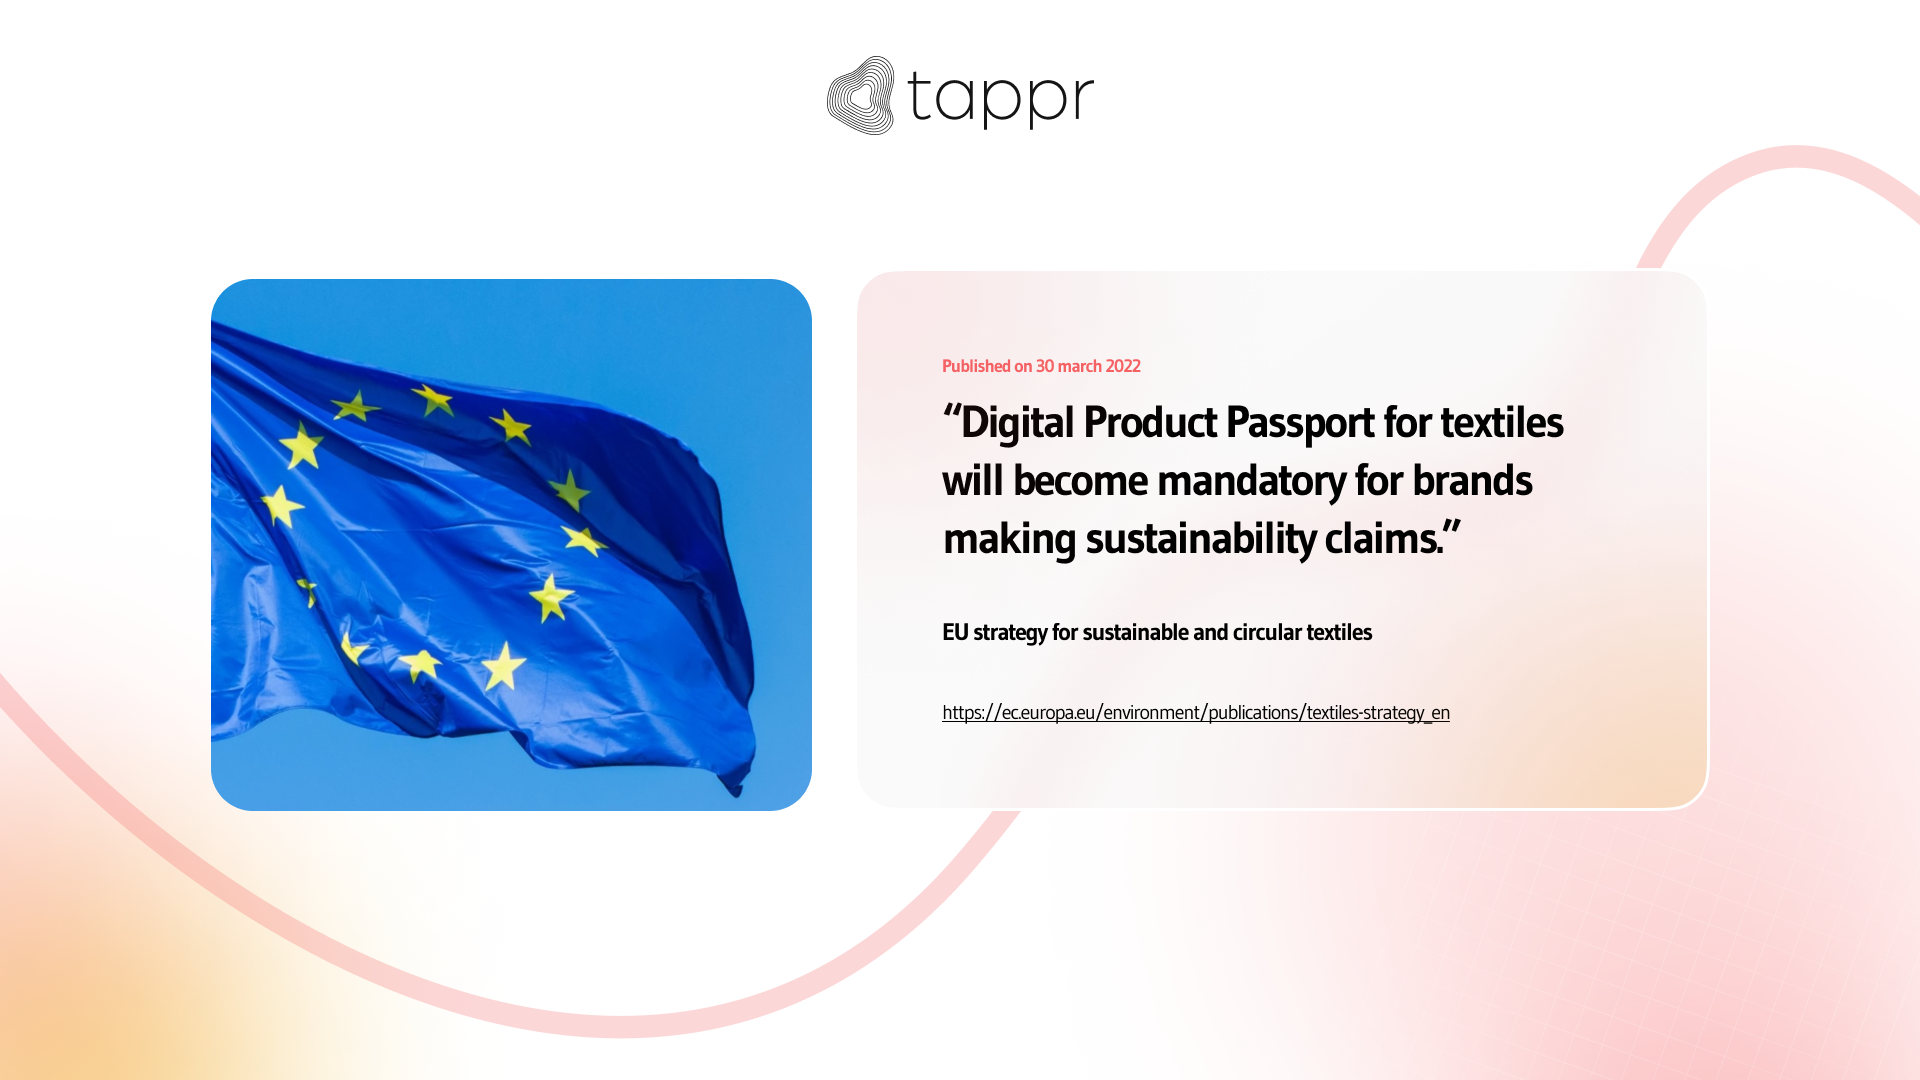 tappr
Published on 30 march 2022
“Digital Product Passport for textiles
will become mandatory for brands
making sustainability claims.”
EU strategy for sustainable and circular textiles
https://ec.europa.eu/environment/publications/textiles-strategy_en